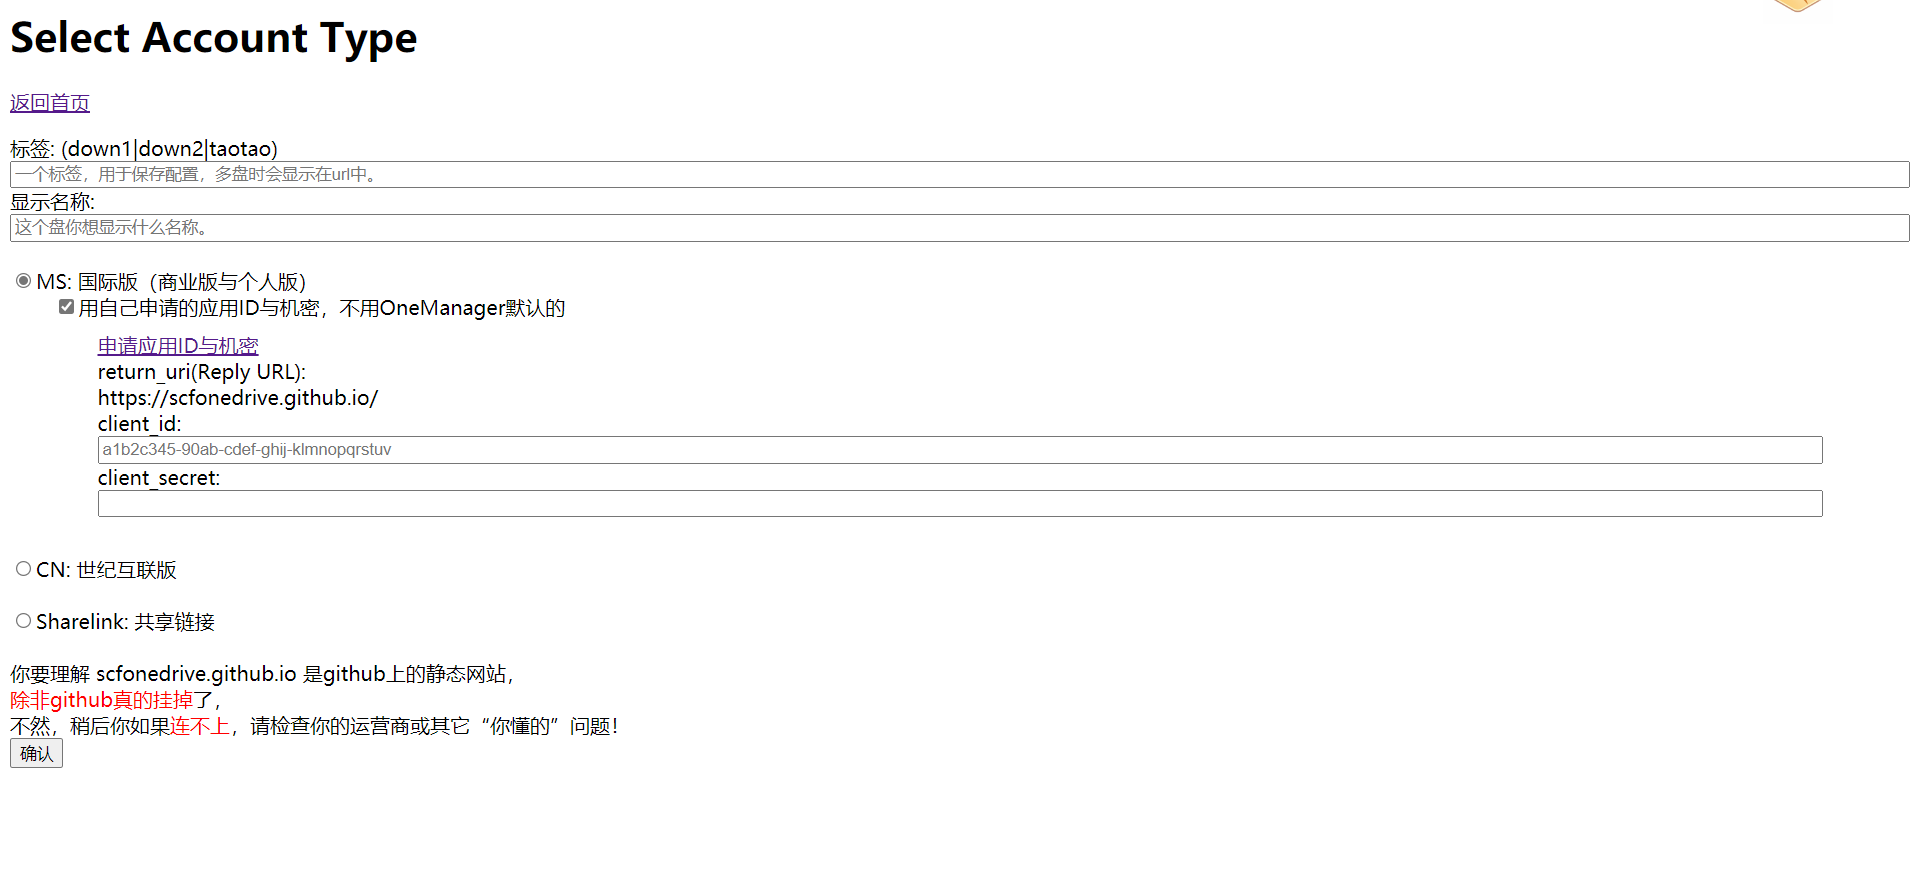 Select Account Type
返回首页
标签: (down1|down2|taotao)
一个标签，用于保存配置，多盘时会显示在url中。
显示名称:
这个盘你想显示什么名称。
MS: 国际版（商业版与个人版）
用自己申请的应用ID与机密，不用OneManager默认的
申请应用ID与机密
return_uri(Reply URL):
https://scfonedrive.github.io/
client_id:
a1b2c345-90ab-cdef-ghij-klmnopqrstuv
client_secret:
CN: 世纪互联版
Sharelink: 共享链接
你要理解 scfonedrive.github.io 是github上的静态网站，
除非github真的挂掉了，
不然，稍后你如果连不上，请检查你的运营商或其它“你懂的”问题！
确认